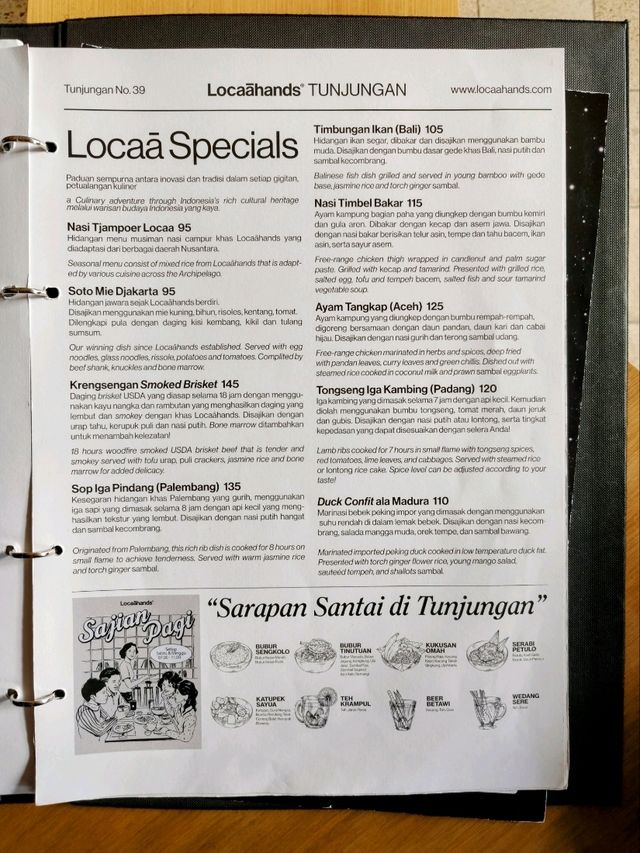 Tunjungan No. 39
Locaāhands® TUNJUNGAN
www.locaahands.com
Locaā Specials
Paduan sempurna antara inovasi dan tradisi dalam setiap gigitan,
petualangan kuliner
a Culinary adventure through Indonesia's rich cultural heritage
melalui warisan budaya Indonesia yang kaya.
Nasi Tjampoer Locaa 95
Hidangan menu musiman nasi campur khas Locaāhands yang
diadaptasi dari berbagai daerah Nusantara.
Seasonal menu consist of mixed rice from Locaāhands that is adapt-
ed by various cuisine across the Archipelago.
Soto Mie Djakarta 95
Hidangan jawara sejak Locaāhands berdiri.
Disajikan menggunakan mie kuning, bihun, risoles, kentang, tomat.
Dilengkapi pula dengan daging kisi kembang, kikil dan tulang
sumsum.
Our winning dish since Locaāhands established. Served with egg
noodles, glass noodles, rissole, potatoes and tomatoes. Complited by
beef shank, knuckles and bone marrow.
Krengsengan Smoked Brisket 145
Daging brisket USDA yang diasap selama 18 jam dengan menggu-
nakan kayu nangka dan rambutan yang menghasilkan daging yang
lembut dan smokey dengan khas Locaāhands. Disajikan dengan
urap tahu, kerupuk puli dan nasi putih. Bone marrow ditambahkan
untuk menambah kelezatan!
18 hours woodfire smoked USDA brisket beef that is tender and
smokey served with tofu urap, puli crackers, jasmine rice and bone
marrow for added delicacy.
Sop Iga Pindang (Palembang) 135
Kesegaran hidangan khas Palembang yang gurih, menggunakan
iga sapi yang dimasak selama 8 jam dengan api kecil yang meng-
hasilkan tekstur yang lembut. Disajikan dengan nasi putih hangat
dan sambal kecombrang.
Originated from Palembang, this rich rib dish is cooked for 8 hours on
small flame to achieve tenderness. Served with warm jasmine rice
and torch ginger sambal.
Timbungan Ikan (Bali) 105
Hidangan ikan segar, dibakar dan disajikan menggunakan bambu
muda. Disajikan dengan bumbu dasar gede khas Bali, nasi putih dan
sambal kecombrang.
Balinese fish dish grilled and served in young bamboo with gede
base, jasmine rice and torch ginger sambal.
Nasi Timbel Bakar 115
Ayam kampung bagian paha yang diungkep dengan bumbu kemiri
dan gula aren. Dibakar dengan kecap dan asem jawa. Disajikan
dengan nasi bakar berisikan telur asin, tempe dan tahu bacem, ikan
asin, serta sayur asem.
Free-range chicken thigh wrapped in candlenut and palm sugar
paste. Grilled with kecap and tamarind. Presented with grilled rice,
salted egg, tofu and tempeh bacem, salted fish and sour tamarind
vegetable soup.
Ayam Tangkap (Aceh) 125
Ayam kampung yang diungkep dengan bumbu rempah-rempah,
digoreng bersamaan dengan daun pandan, daun kari dan cabai
hijau. Disajikan dengan nasi gurih dan terong sambal udang.
Free-range chicken marinated in herbs and spices, deep fried
with pandan leaves, curry leaves and green chillis. Dished out with
steamed rice cooked in coconut milk and prawn sambal eggplants.
Tongseng Iga Kambing (Padang) 120
Iga kambing yang dimasak selama 7 jam dengan api kecil. Kemudian
diolah menggunakan bumbu tongseng, tomat merah, daun jeruk
dan gubis. Disajikan dengan nasi putih atau lontong, serta tingkat
kepedasan yang dapat disesuaikan dengan selera Anda!
Lamb ribs cooked for 7 hours in small flame with tongseng spices,
red tomatoes, lime leaves, and cabbages. Served with steamed rice
or lontong rice cake. Spice level can be adjusted according to your
taste!
Duck Confit ala Madura 110
Marinasi bebek peking impor yang dimasak dengan menggunakan
suhu rendah di dalam lemak bebek. Disajikan dengan nasi kecom-
brang, salada mangga muda, orek tempe, dan sambal bawang.
Marinated imported peking duck cooked in low temperature duck fat.
Presented with torch ginger flower rice, young mango salad,
sauteed tempeh, and shallots sambal.
"Sarapan Santai di Tunjungan"
Locaāhands®
Sajian Pagi
BUBUR
SENGKOLO
BUBUR
TINUTUAN
KUKUSAN
OMAH
SERABI
PETULO
KATUPEK
SAYUA
TEH
KRAMPUL
BEER
BETAWI
WEDANG
SERE